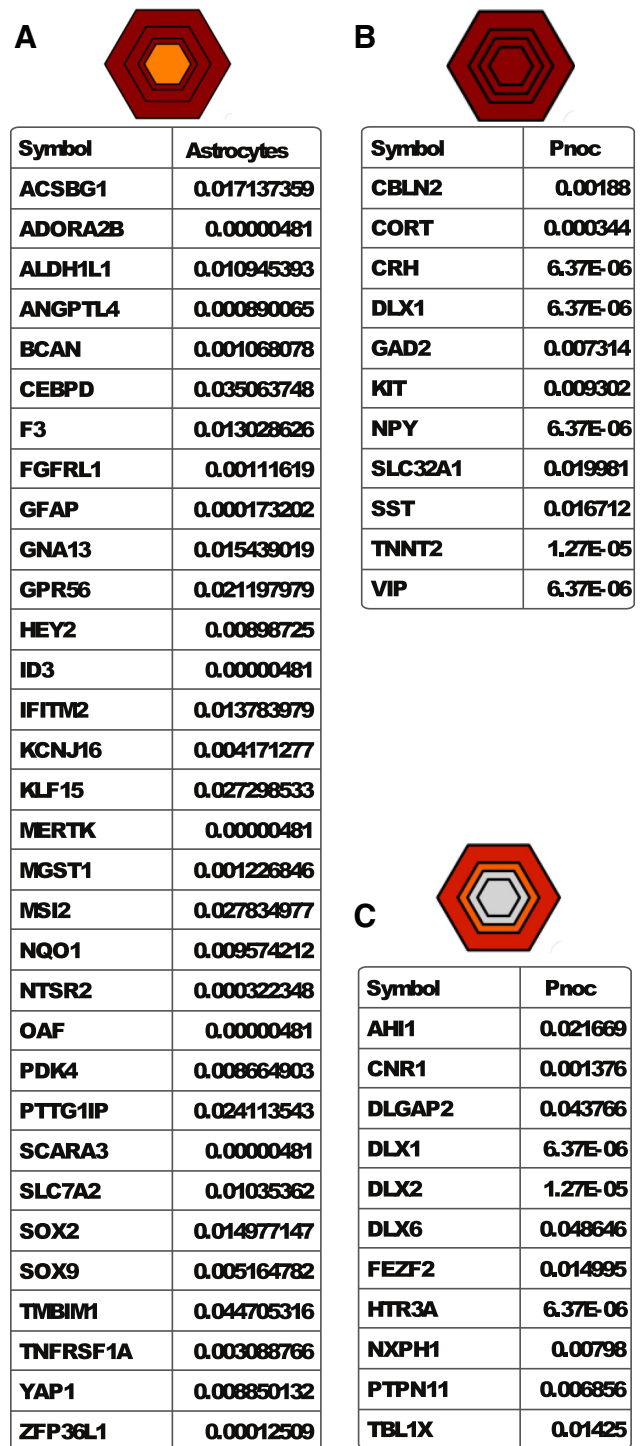 A
Symbol Astrocytes
ACSBG1 0.017137359
ADORA2B 0.00000481
ALDH1L1 0.010945393
ANGPTL4 0.000890065
BCAN 0.001068078
CEBPD 0.035063748
F3 0.013028626
FGFRL1 0.00111619
GFAP 0.000173202
GNA13 0.015439019
GPR56 0.021197979
HEY2 0.00898725
ID3 0.00000481
IFITM2 0.013783979
KCNJ16 0.004171277
KLF15 0.027298533
MERTK 0.00000481
MGST1 0.001226846
MSI2 0.027834977
NQO1 0.009574212
NTSR2 0.000322348
OAF 0.00000481
PDK4 0.008664903
PTTG1IP 0.024113543
SCARA3 0.00000481
SLC7A2 0.01035362
SOX2 0.014977147
SOX9 0.005164782
TMBIM1 0.044705316
TNFRSF1A 0.003088766
YAP1 0.008850132
ZFP36L1 0.00012509
B
Symbol Pnoc
CBLN2 0.00188
CORT 0.000344
CRH 6.37E-06
DLX1 6.37E-06
GAD2 0.007314
KIT 0.009302
NPY 6.37E-06
SLC32A1 0.019981
SST 0.016712
TNNT2 1.27E-05
VIP 6.37E-06
C
Symbol Pnoc
AHI1 0.021669
CNR1 0.001376
DLGAP2 0.043766
DLX1 6.37E-06
DLX2 1.27E-05
DLX6 0.048646
FEZF2 0.014995
HTR3A 6.37E-06
NXPH1 0.00798
PTPN11 0.006856
TBL1X 0.01425